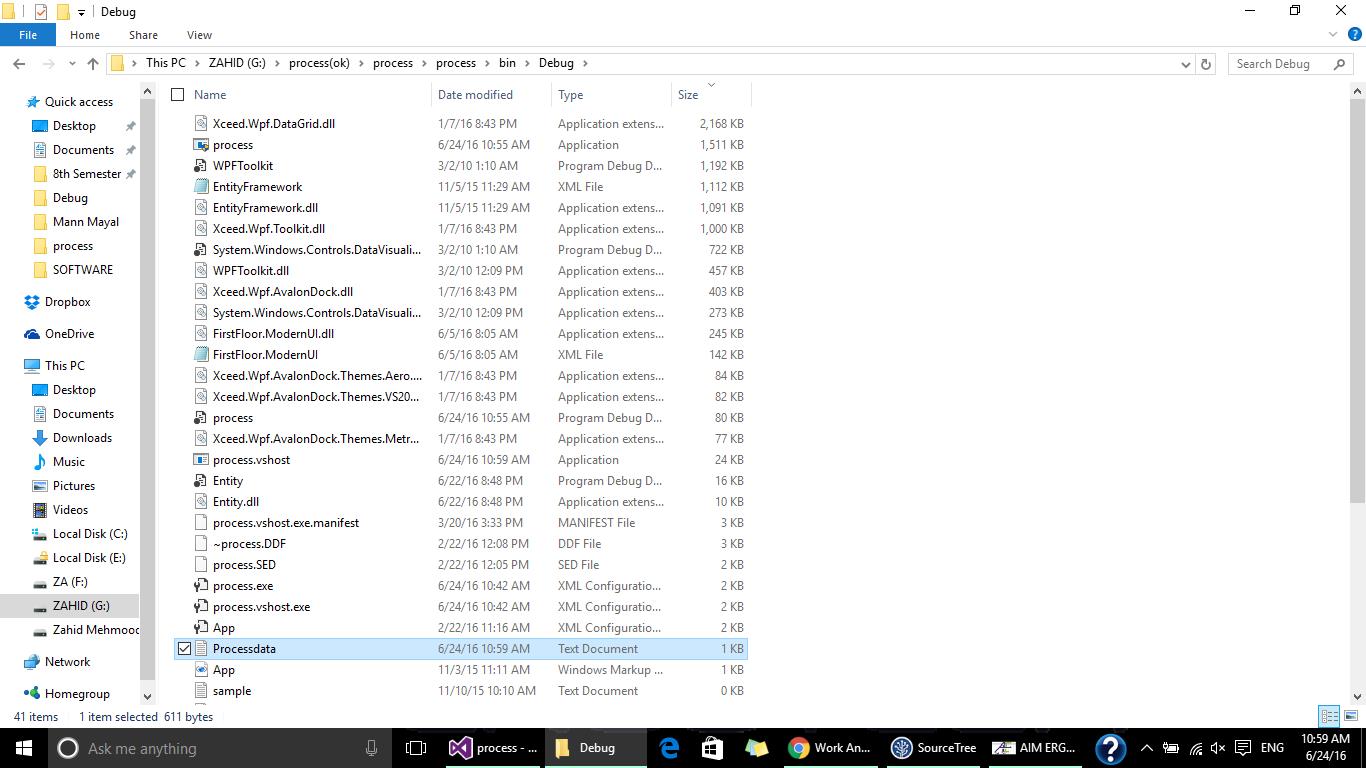 Debug
File Home Share View
This PC ZAHID (G:) process(ok) process process bin Debug
Search Debug
Name Date modified Type Size
Quick access
Desktop
Documents
8th Semester
Debug
Mann Mayal
process
SOFTWARE
Dropbox
OneDrive
This PC
Desktop
Documents
Downloads
Music
Pictures
Videos
Local Disk (C:)
Local Disk (E:)
ZA (F:)
ZAHID (G:)
Zahid Mehmood
Network
Homegroup
Xceed.Wpf.DataGrid.dll 1/7/16 8:43 PM Application extens... 2,168 KB
process 6/24/16 10:55 AM Application 1,511 KB
WPFToolkit 3/2/10 1:10 AM Program Debug D... 1,192 KB
EntityFramework 11/5/15 11:29 AM XML File 1,112 KB
EntityFramework.dll 11/5/15 11:29 AM Application extens... 1,091 KB
Xceed.Wpf.Toolkit.dll 1/7/16 8:43 PM Application extens... 1,000 KB
System.Windows.Controls.DataVisuali... 3/2/10 1:10 AM Program Debug D... 722 KB
WPFToolkit.dll 3/2/10 12:09 PM Application extens... 457 KB
Xceed.Wpf.AvalonDock.dll 1/7/16 8:43 PM Application extens... 403 KB
System.Windows.Controls.DataVisuali... 3/2/10 12:09 PM Application extens... 273 KB
FirstFloor.ModernUI.dll 6/5/16 8:05 AM Application extens... 245 KB
FirstFloor.ModernUI 6/5/16 8:05 AM XML File 142 KB
Xceed.Wpf.AvalonDock.Themes.Aero.... 1/7/16 8:43 PM Application extens... 84 KB
Xceed.Wpf.AvalonDock.Themes.VS20... 1/7/16 8:43 PM Application extens... 82 KB
process 6/24/16 10:55 AM Program Debug D... 80 KB
Xceed.Wpf.AvalonDock.Themes.Metr... 1/7/16 8:43 PM Application extens... 77 KB
process.vshost 6/24/16 10:59 AM Application 24 KB
Entity 6/22/16 8:48 PM Program Debug D... 16 KB
Entity.dll 6/22/16 8:48 PM Application extens... 10 KB
process.vshost.exe.manifest 3/20/16 3:33 PM MANIFEST File 3 KB
~process.DDF 2/22/16 12:08 PM DDF File 3 KB
process.SED 2/22/16 12:05 PM SED File 2 KB
process.exe 6/24/16 10:42 AM XML Configuratio... 2 KB
process.vshost.exe 6/24/16 10:42 AM XML Configuratio... 2 KB
App 2/22/16 11:16 AM XML Configuratio... 2 KB
Processdata 6/24/16 10:59 AM Text Document 1 KB
App 11/3/15 11:11 AM Windows Markup ... 1 KB
sample 11/10/15 10:10 AM Text Document 0 KB
41 items 1 item selected 611 bytes
Ask me anything process - ... Debug Work An... SourceTree AIM ERG... ENG 10:59 AM
6/24/16